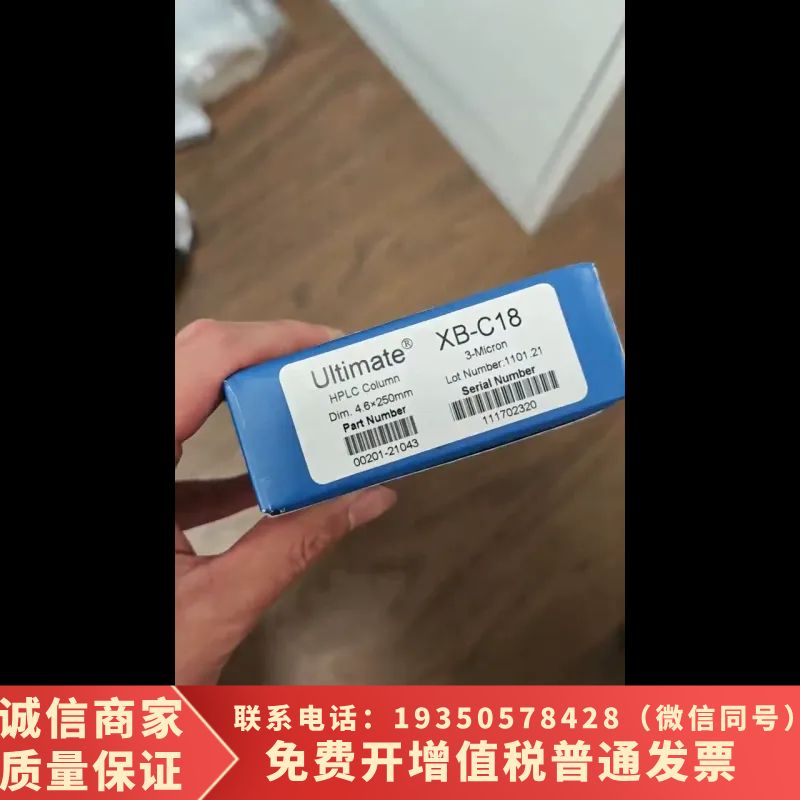 Ultimate® XB-C18
HPLC Column 3-Micron
Dim. 4.6×250mm Lot Number:1101.21
Part Number Serial Number
00201-21043 111702320
诚信商家
质量保证
联系电话：19350578428（微信同号）
免费开增值税普通发票